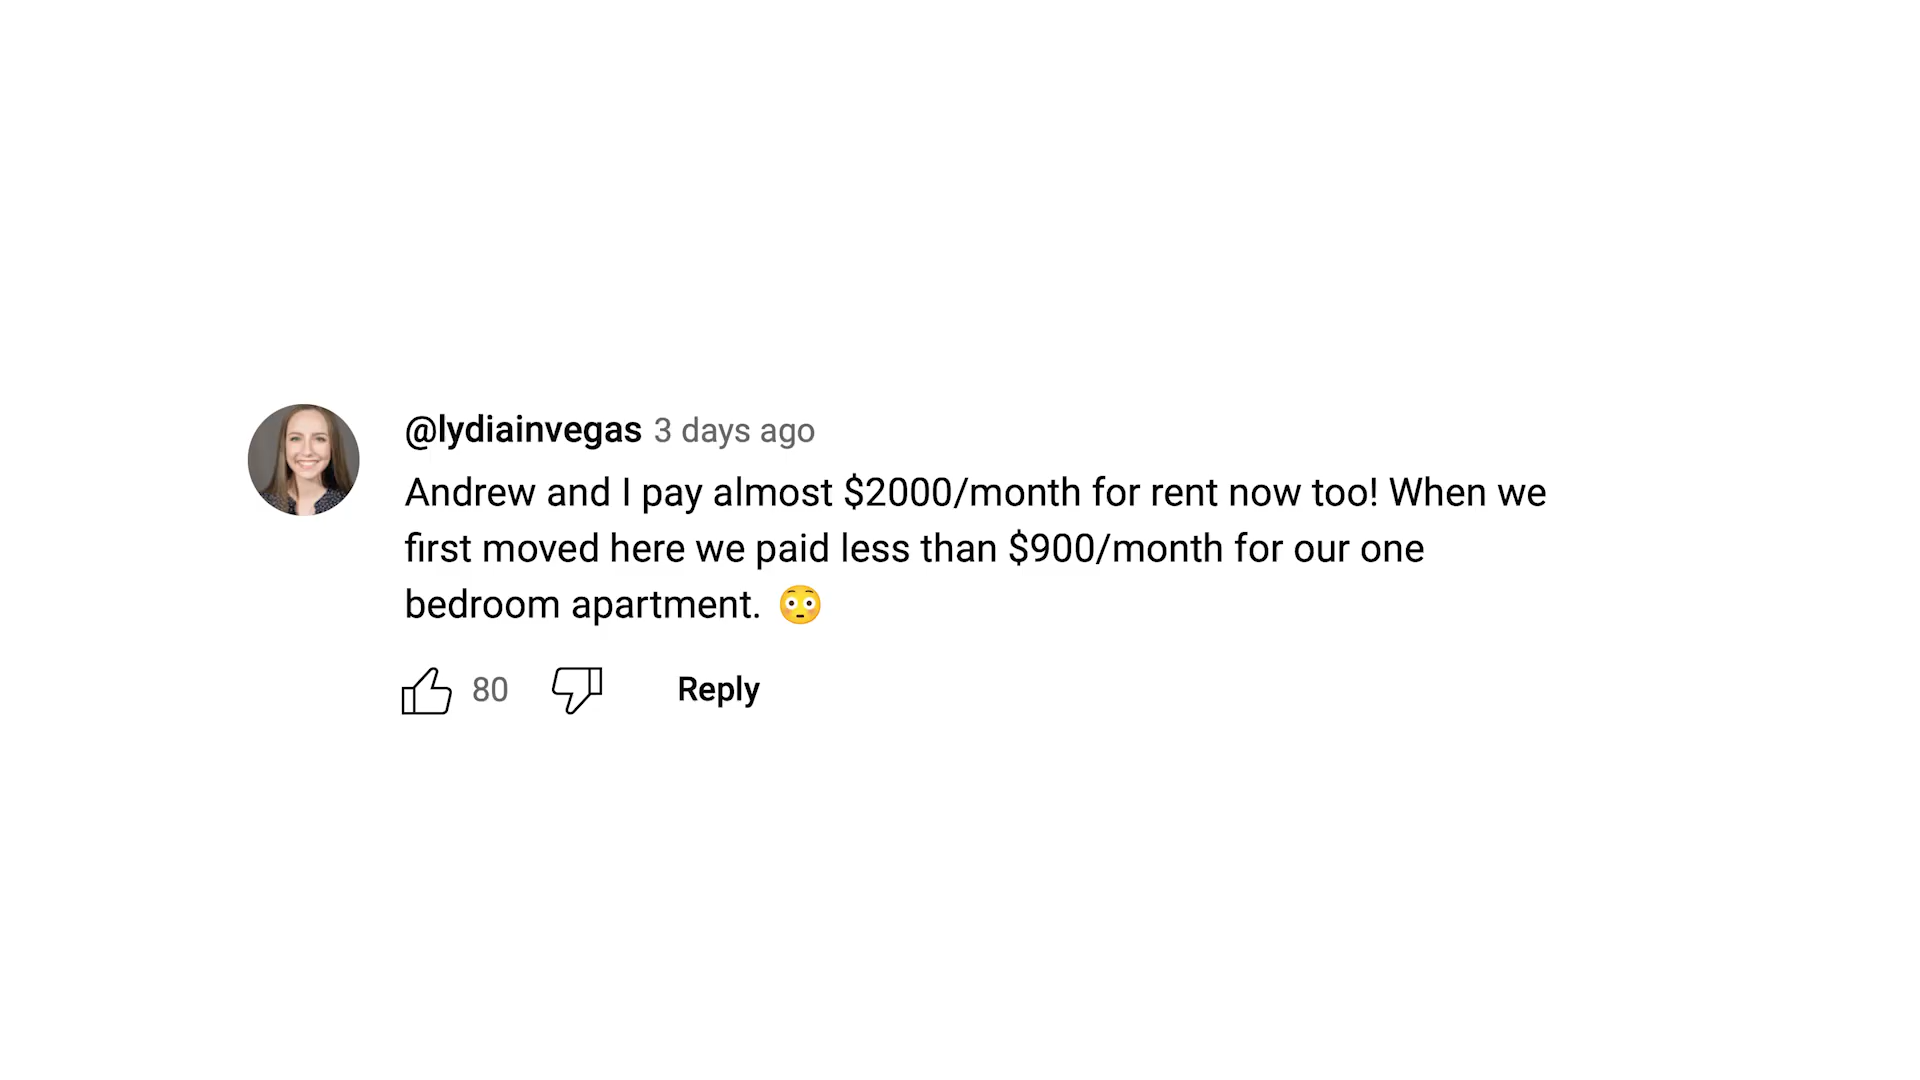 @lydiainvegas 3 days ago
Andrew and I pay almost $2000/month for rent now too! When we
first moved here we paid less than $900/month for our one
bedroom apartment. 😳
80 Reply